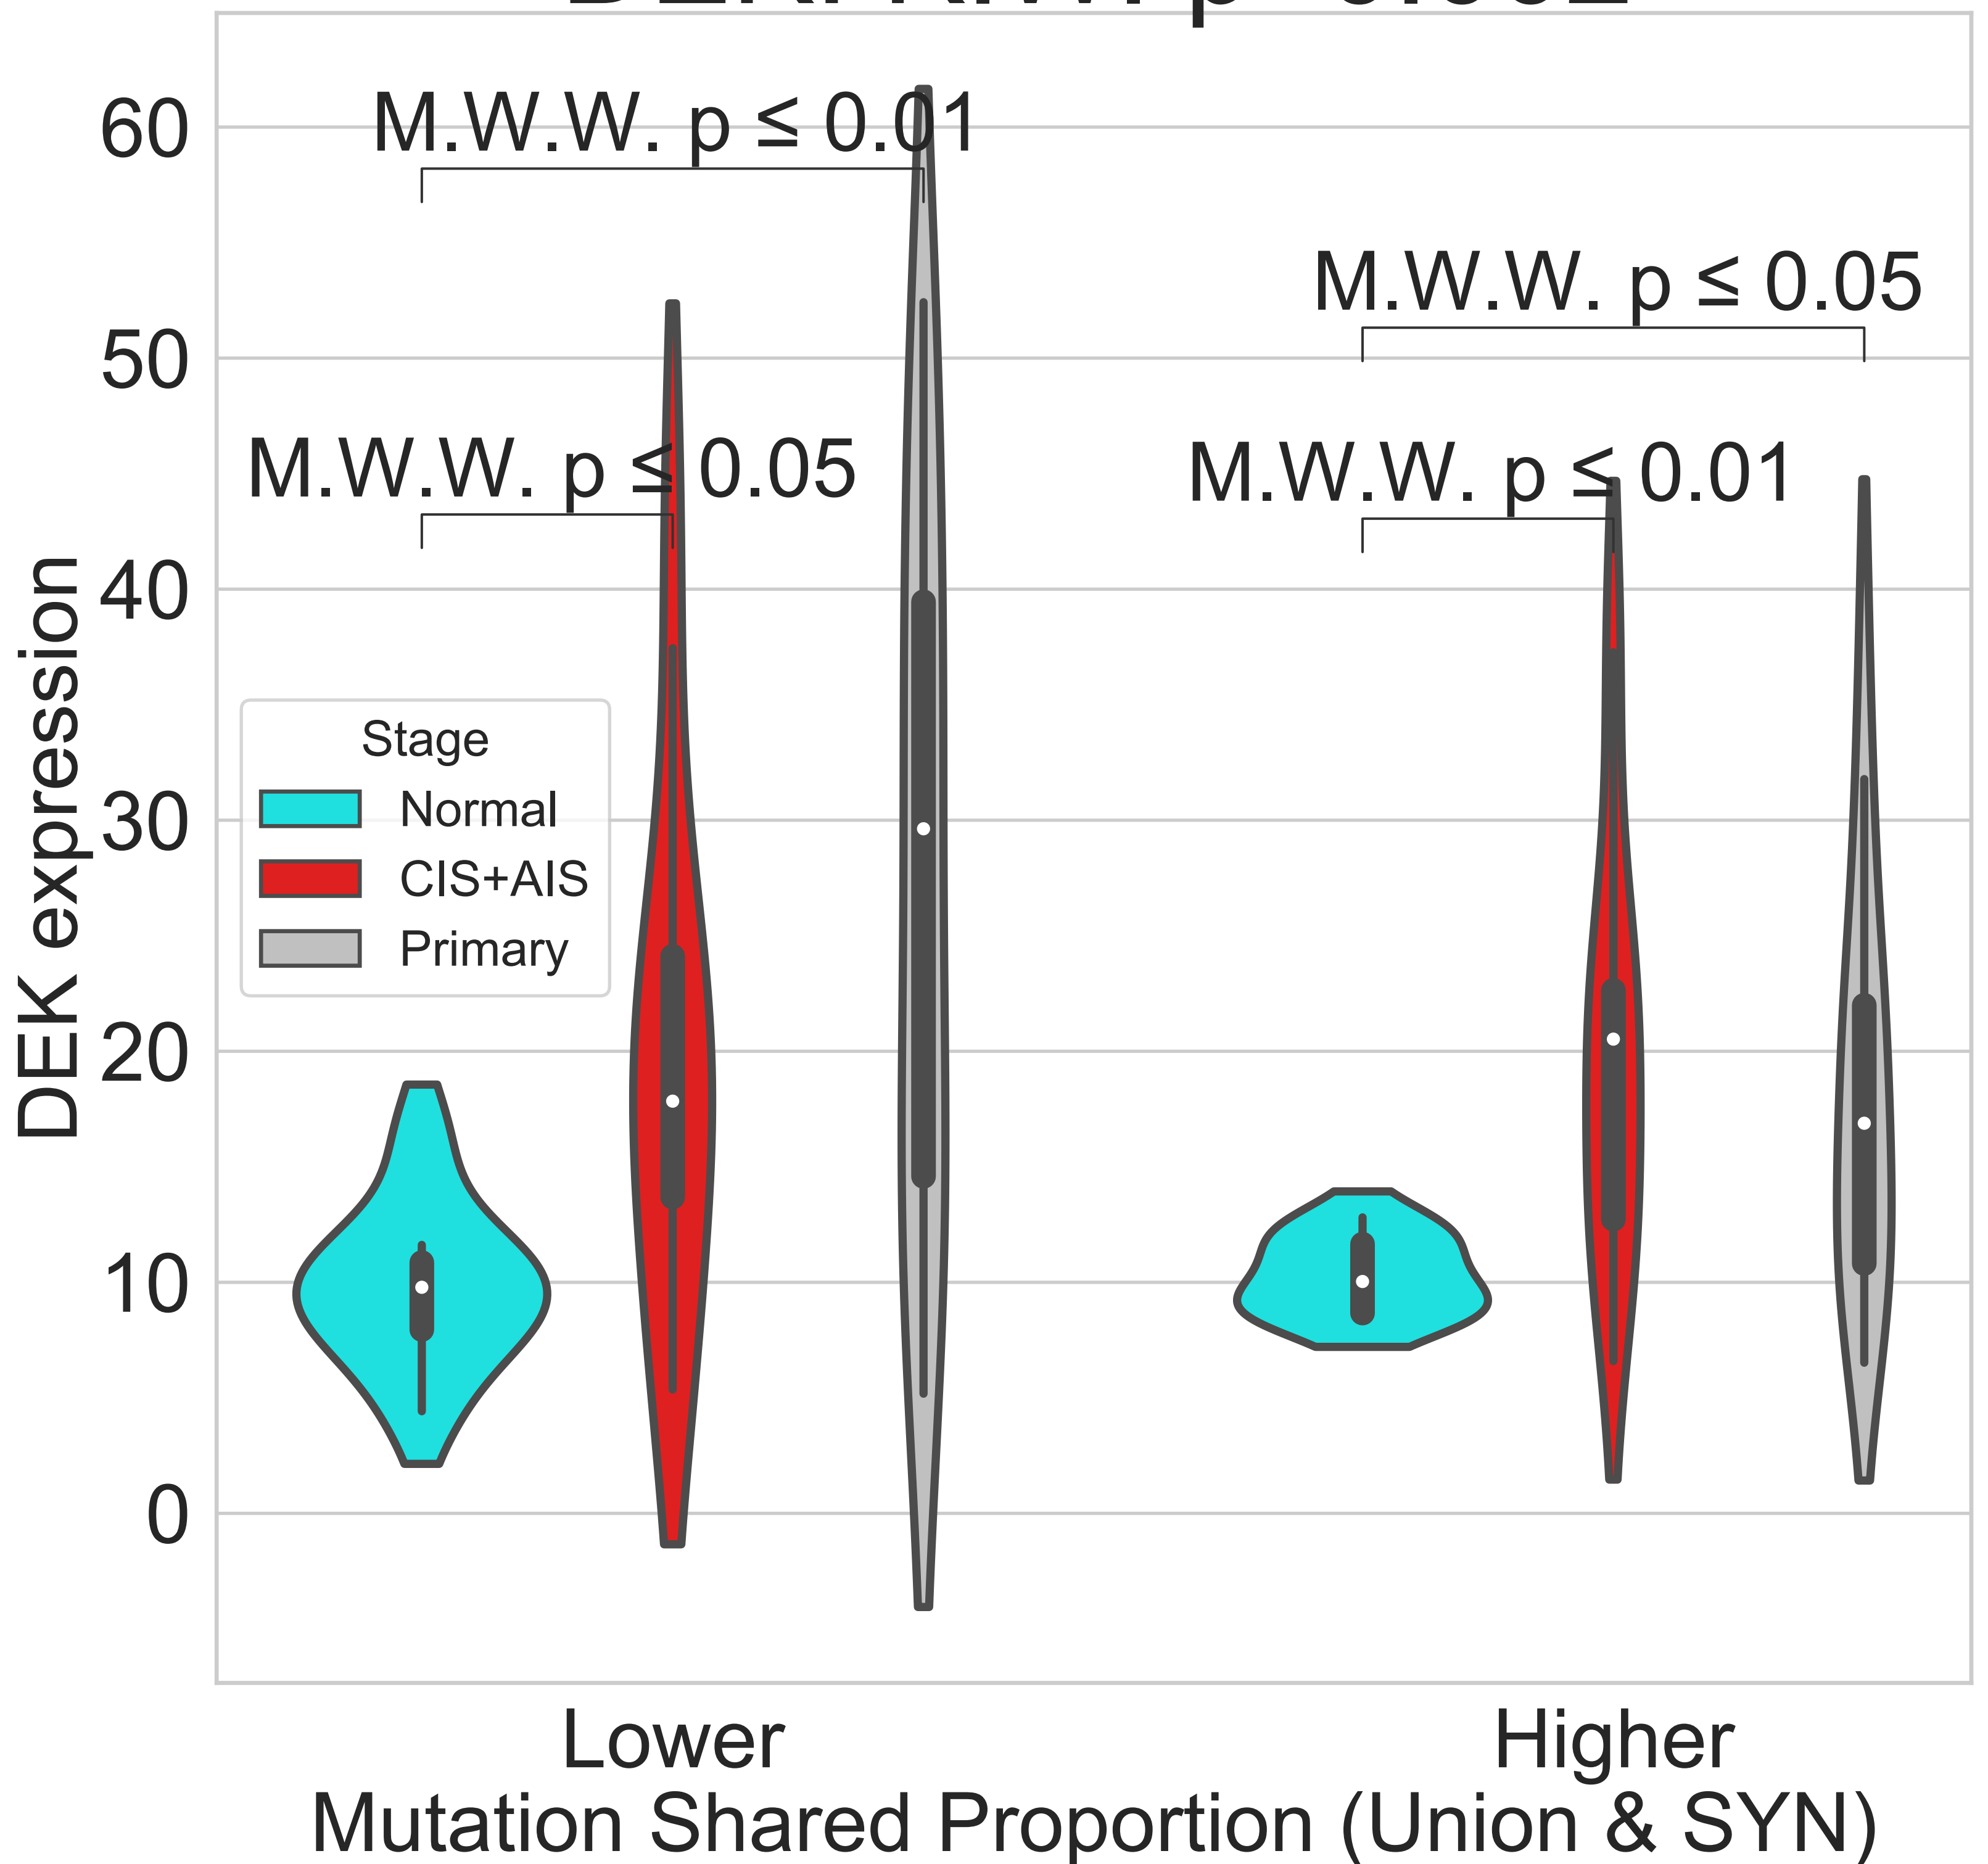 M.W.W. p ≤ 0.01
M.W.W. p ≤ 0.05
M.W.W. p ≤ 0.05
M.W.W. p ≤ 0.01
60
50
40
30
20
10
0
DEK expression
Stage
Normal
CIS+AIS
Primary
Lower
Higher
Mutation Shared Proportion (Union & SYN)